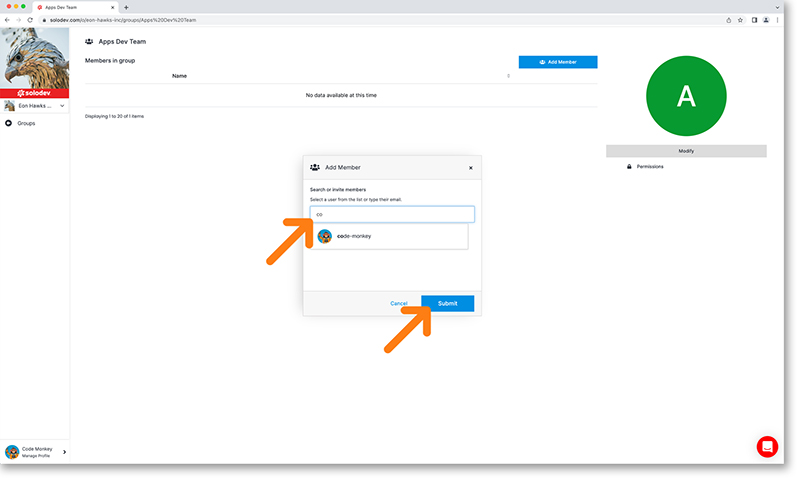 Apps Dev Team
solodev.com/o/eon-hawks-inc/groups/Apps%20Dev%20Team
solodev
Eon Hawks ...
Groups
Apps Dev Team
Members in group
Add Member
Name
No data available at this time
Displaying 1 to 20 of 1 items
A
Modify
Permissions
Add Member
Search or invite members
Select a user from the list or type their email.
co
code-monkey
Cancel
Submit
Code Monkey
Manage Profile